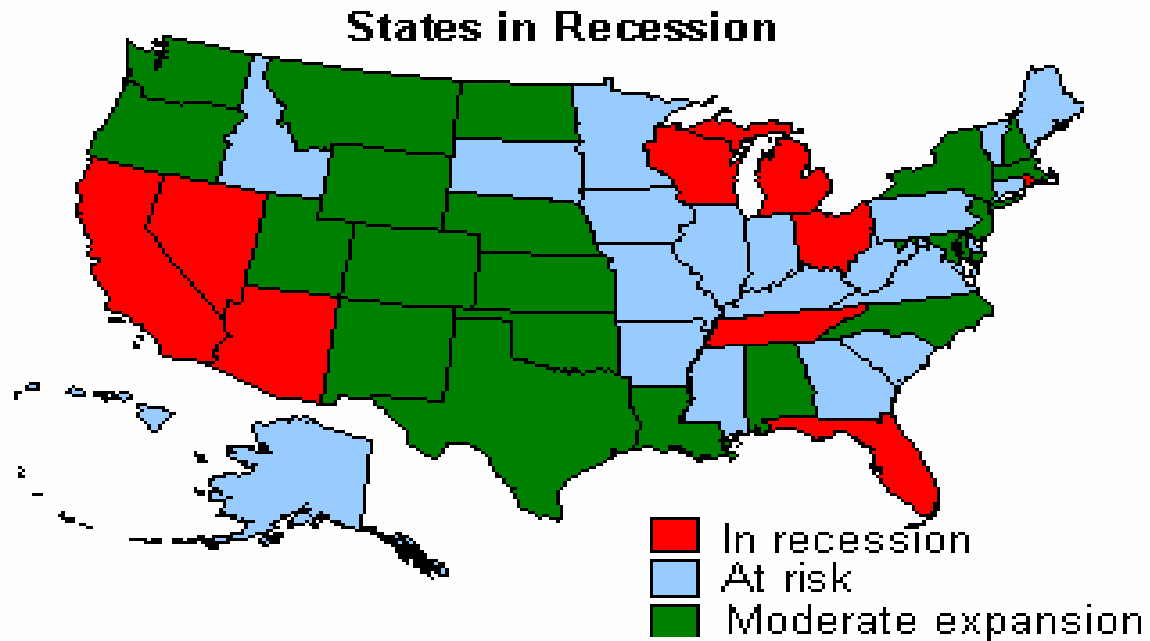 States in Recession
In recession
At risk
Moderate expansion